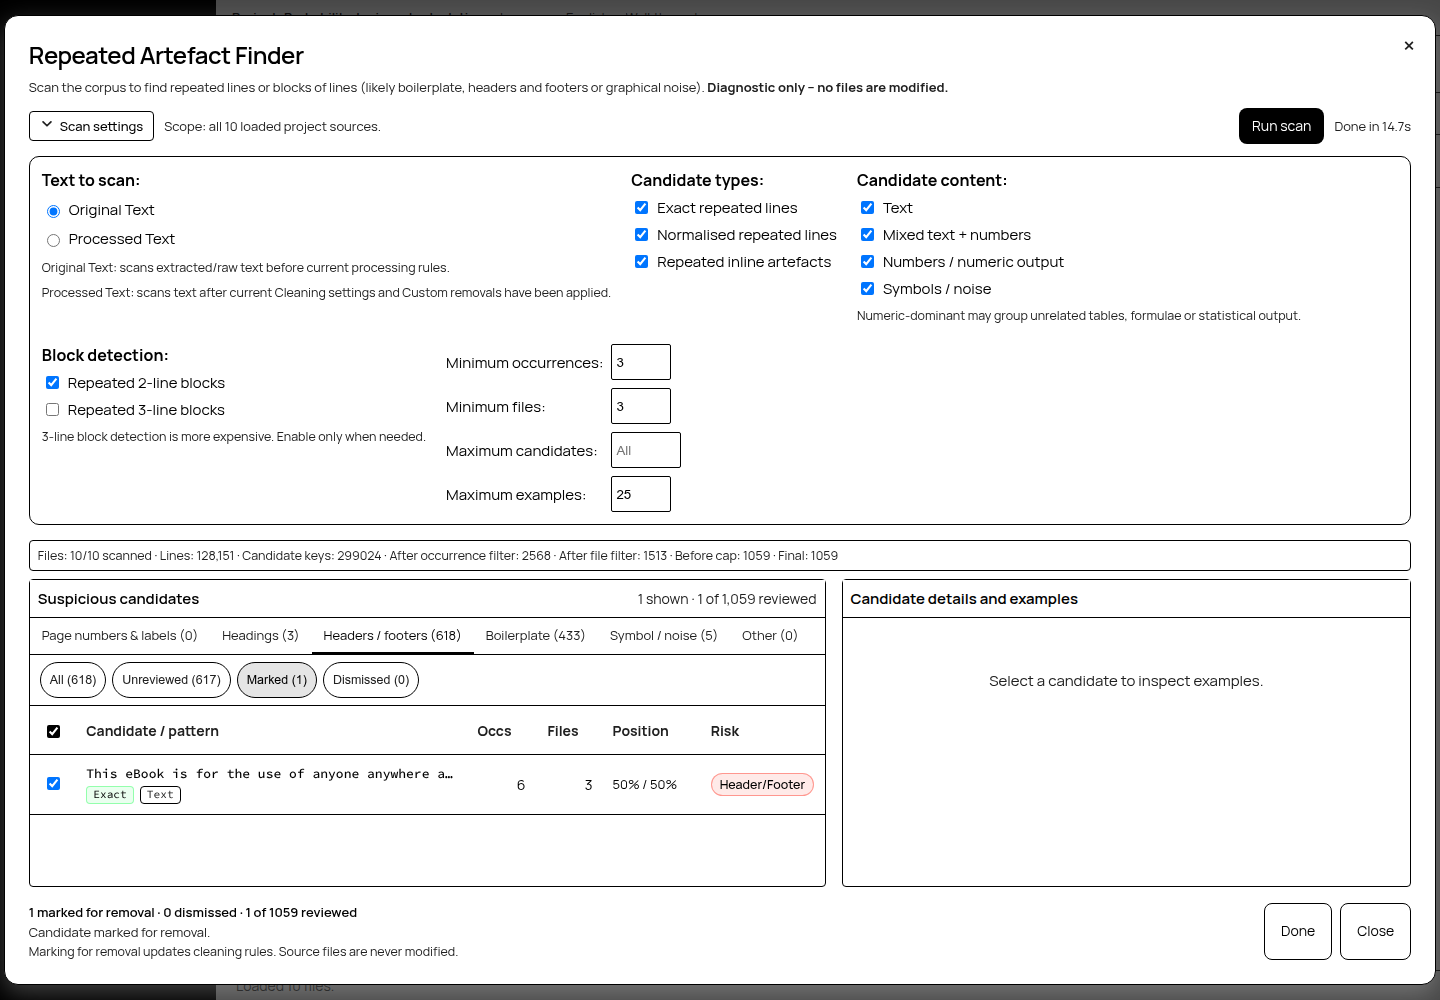 Repeated Artefact Finder
×
Scan the corpus to find repeated lines or blocks of lines (likely boilerplate, headers and footers or graphical noise). Diagnostic only – no files are modified.
Scan settings
Scope: all 10 loaded project sources.
Run scan
Done in 14.7s
Text to scan:
Original Text
Processed Text
Original Text: scans extracted/raw text before current processing rules.
Processed Text: scans text after current Cleaning settings and Custom removals have been applied.
Candidate types:
Exact repeated lines
Normalised repeated lines
Repeated inline artefacts
Candidate content:
Text
Mixed text + numbers
Numbers / numeric output
Symbols / noise
Numeric-dominant may group unrelated tables, formulae or statistical output.
Block detection:
Repeated 2-line blocks
Repeated 3-line blocks
3-line block detection is more expensive. Enable only when needed.
Minimum occurrences: 3
Minimum files: 3
Maximum candidates: All
Maximum examples: 25
Files: 10/10 scanned · Lines: 128,151 · Candidate keys: 299024 · After occurrence filter: 2568 · After file filter: 1513 · Before cap: 1059 · Final: 1059
Suspicious candidates
1 shown · 1 of 1,059 reviewed
Page numbers & labels (0) Headings (3) Headers / footers (618) Boilerplate (433) Symbol / noise (5) Other (0)
All (618) Unreviewed (617) Marked (1) Dismissed (0)
Candidate / pattern Occs Files Position Risk
This eBook is for the use of anyone anywhere a… 6 3 50% / 50% Header/Footer
Exact Text
Candidate details and examples
Select a candidate to inspect examples.
1 marked for removal · 0 dismissed · 1 of 1059 reviewed
Candidate marked for removal.
Marking for removal updates cleaning rules. Source files are never modified.
Done
Close
Loaded 10 files.